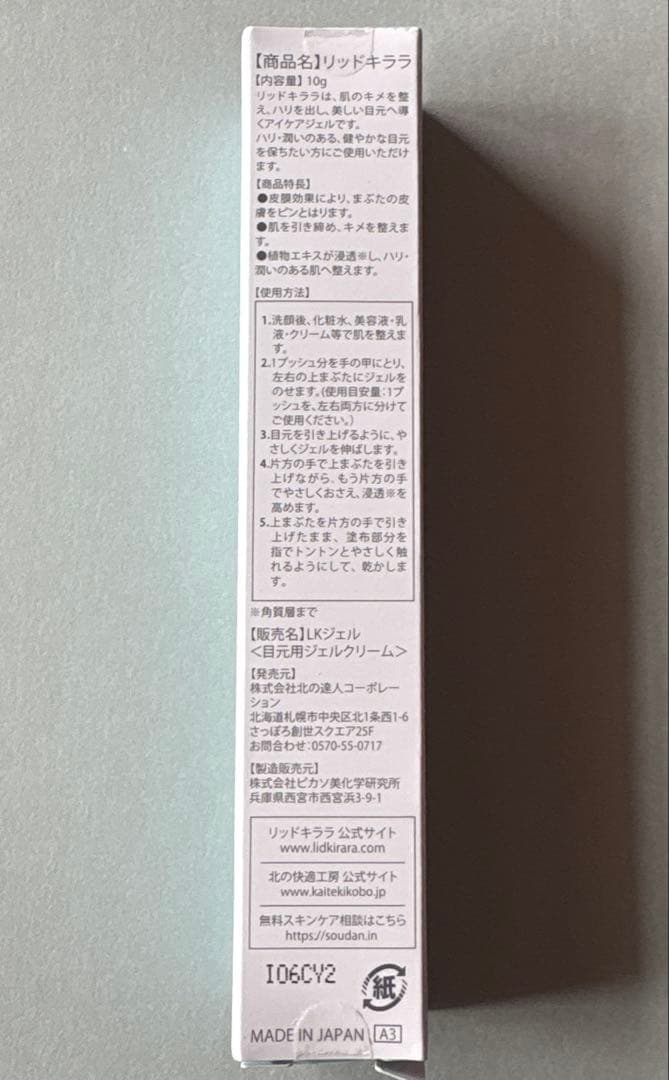 【商品名】リッドキララ
【内容量】10g
リッドキララは、肌のキメを整
え、ハリを出し、美しい目元へ導
くアイケアジェルです。
ハリ・潤いのある、健やかな目元
を保ちたい方にご使用いただけ
ます。
【商品特長】
●皮膜効果により、まぶたの皮
膚をピンとはります。
●肌を引き締め、キメを整えま
す。
●植物エキスが浸透※し、ハリ・
潤いのある肌へ整えます。
【使用方法】
1.洗顔後、化粧水、美容液・乳
液・クリーム等で肌を整えま
す。
2.1プッシュ分を手の甲にとり、
左右の上まぶたにジェルを
のせます。(使用目安量:1プ
ッシュを、左右両方に分けて
ご使用ください。)
3.目元を引き上げるように、や
さしくジェルを伸ばします。
4.片方の手で上まぶたを引き
上げながら、もう片方の手
でやさしくおさえ、浸透※を
高めます。
5.上まぶたを片方の手で引き
上げたまま、塗布部分を
指でトントンとやさしく触
れるようにして、乾かしま
す。
※角質層まで
【販売名】LKジェル
＜目元用ジェルクリーム＞
【発売元】
株式会社北の達人コーポレー
ション
北海道札幌市中央区北1条西1-6
さっぽろ創世スクエア25F
お問合わせ:0570-55-0717
【製造販売元】
株式会社ピカソ美化学研究所
兵庫県西宮市西宮浜3-9-1
リッドキララ 公式サイト
www.lidkirara.com
北の快適工房 公式サイト
www.kaitekikobo.jp
無料スキンケア相談はこちら
https://soudan.in
I06CY2
紙
MADE IN JAPAN A3